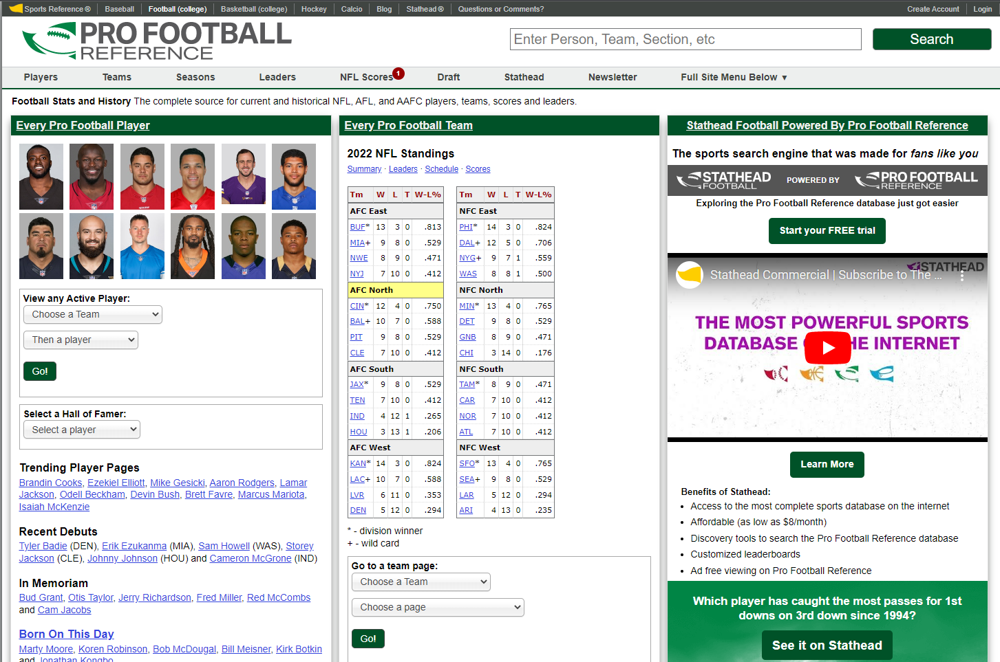 Sports Reference ® Baseball Football (college) Basketball (college) Hockey Calcio Blog Stathead ® Questions or Comments? Create Account Login
PRO FOOTBALL
REFERENCE
Enter Person, Team, Section, etc
Search
Players Teams Seasons Leaders NFL Scores 1 Draft Stathead Newsletter Full Site Menu Below ▼
Football Stats and History The complete source for current and historical NFL, AFL, and AAFC players, teams, scores and leaders.
Every Pro Football Player
View any Active Player:
Choose a Team
Then a player
Go!
Select a Hall of Famer:
Select a player
Trending Player Pages
Brandin Cooks, Ezekiel Elliott, Mike Gesicki, Aaron Rodgers, Lamar
Jackson, Odell Beckham, Devin Bush, Brett Favre, Marcus Mariota,
Isaiah McKenzie
Recent Debuts
Tyler Badie (DEN), Erik Ezukanma (MIA), Sam Howell (WAS), Storey
Jackson (CLE), Johnny Johnson (HOU) and Cameron McGrone (IND)
In Memoriam
Bud Grant, Otis Taylor, Jerry Richardson, Fred Miller, Red McCombs
and Cam Jacobs
Born On This Day
Marty Moore, Koren Robinson, Bob McDougal, Bill Meisner, Kirk Botkin
and Jonathan Kongbo
Every Pro Football Team
2022 NFL Standings
Summary · Leaders · Schedule · Scores
Tm W L T W-L%
AFC East
BUF* 13 3 0 .813
MIA+ 9 8 0 .529
NWE 8 9 0 .471
NYJ 7 10 0 .412
AFC North
CIN* 12 4 0 .750
BAL+ 10 7 0 .588
PIT 9 8 0 .529
CLE 7 10 0 .412
AFC South
JAX* 9 8 0 .529
TEN 7 10 0 .412
IND 4 12 1 .265
HOU 3 13 1 .206
AFC West
KAN* 14 3 0 .824
LAC+ 10 7 0 .588
LVR 6 11 0 .353
DEN 5 12 0 .294
Tm W L T W-L%
NFC East
PHI* 14 3 0 .824
DAL+ 12 5 0 .706
NYG+ 9 7 1 .559
WAS 8 8 1 .500
NFC North
MIN* 13 4 0 .765
DET 9 8 0 .529
GNB 8 9 0 .471
CHI 3 14 0 .176
NFC South
TAM* 8 9 0 .471
CAR 7 10 0 .412
NOR 7 10 0 .412
ATL 7 10 0 .412
NFC West
SFO* 13 4 0 .765
SEA+ 9 8 0 .529
LAR 5 12 0 .294
ARI 4 13 0 .235
* - division winner
+ - wild card
Go to a team page:
Choose a Team
Choose a page
Go!
Stathead Football Powered By Pro Football Reference
The sports search engine that was made for fans like you
STATHEAD FOOTBALL POWERED BY PRO FOOTBALL REFERENCE
Exploring the Pro Football Reference database just got easier
Start your FREE trial
STATHEAD
Stathead Commercial | Subscribe to The ...
THE MOST POWERFUL SPORTS
DATABASE THE INTERNET
Learn More
Benefits of Stathead:
• Access to the most complete sports database on the internet
• Affordable (as low as $8/month)
• Discovery tools to search the Pro Football Reference database
• Customized leaderboards
• Ad free viewing on Pro Football Reference
Which player has caught the most passes for 1st
downs on 3rd down since 1994?
See it on Stathead